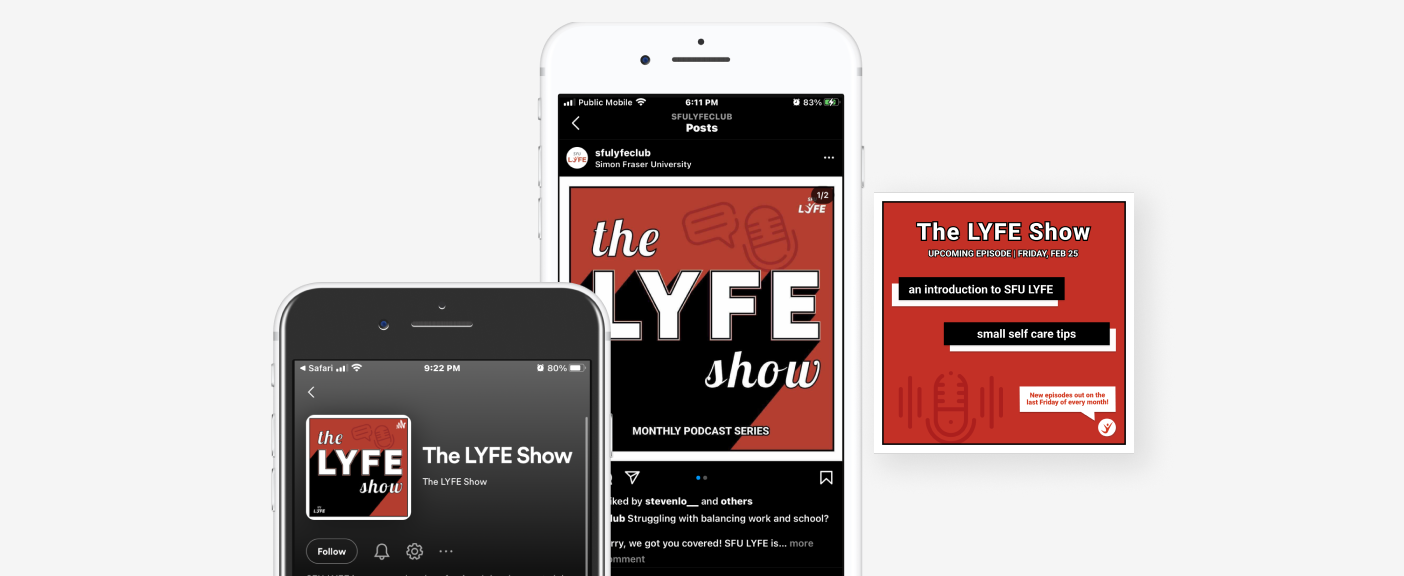 Public Mobile
6:11 PM
83%
SFULYFECLUB
Posts
sfulyfeclub
Simon Fraser University
1/2
LYFE
the
LYFE
show
MONTHLY PODCAST SERIES
iked by stevenlo__ and others
lub Struggling with balancing work and school?
rry, we got you covered! SFU LYFE is... more
mment
Safari
9:22 PM
80%
the
LYFE
show
LYFE
The LYFE Show
The LYFE Show
Follow
The LYFE Show
UPCOMING EPISODE | FRIDAY, FEB 25
an introduction to SFU LYFE
small self care tips
New episodes out on the
last Friday of every month!